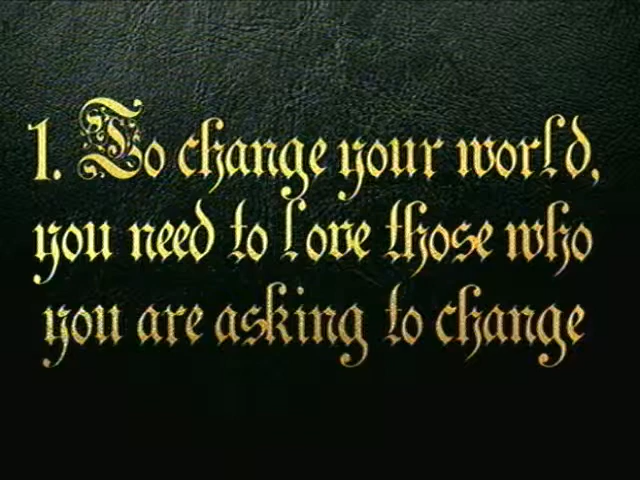 1. To change your world,
you need to love those who
you are asking to change